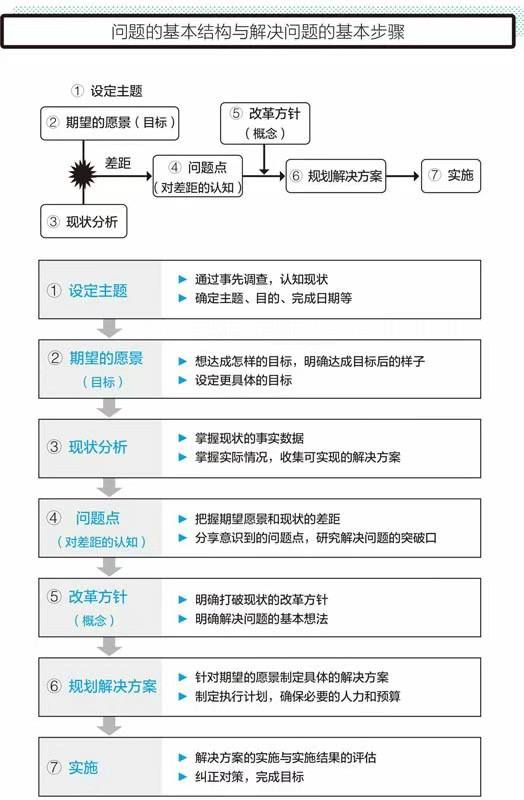 问题的基本结构与解决问题的基本步骤
① 设定主题
② 期望的愿景（目标）
差距
③ 现状分析
④ 问题点
（对差距的认知）
⑤ 改革方针
（概念）
⑥ 规划解决方案
⑦ 实施
① 设定主题
▶ 通过事先调查，认知现状
▶ 确定主题、目的、完成日期等
② 期望的愿景
（目标）
▶ 想达成怎样的目标，明确达成目标后的样子
▶ 设定更具体的目标
③ 现状分析
▶ 掌握现状的事实数据
▶ 掌握实际情况，收集可实现的解决方案
④ 问题点
（对差距的认知）
▶ 把握期望愿景和现状的差距
▶ 分享意识到的问题点，研究解决问题的突破口
⑤ 改革方针
（概念）
▶ 明确打破现状的改革方针
▶ 明确解决问题的基本想法
⑥ 规划解决方案
▶ 针对期望的愿景制定具体的解决方案
▶ 制定执行计划，确保必要的人力和预算
⑦ 实施
▶ 解决方案的实施与实施结果的评估
▶ 纠正对策，完成目标